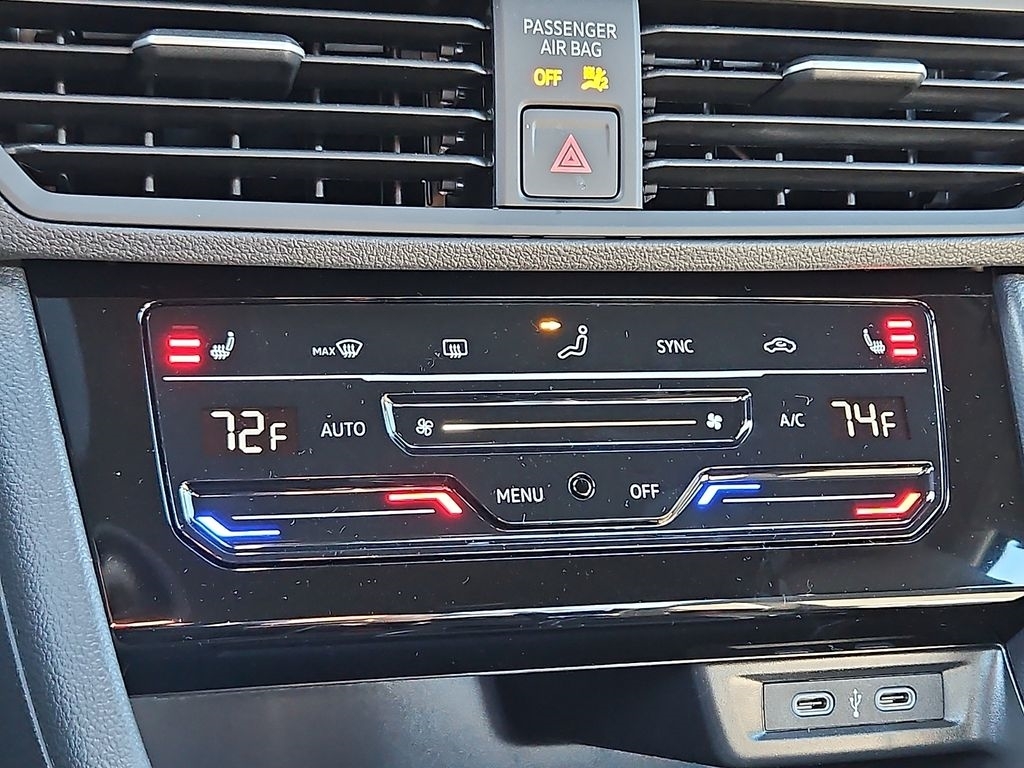 PASSENGER
AIR BAG
OFF
MAX
SYNC
72F
AUTO
A/C
74F
MENU
OFF